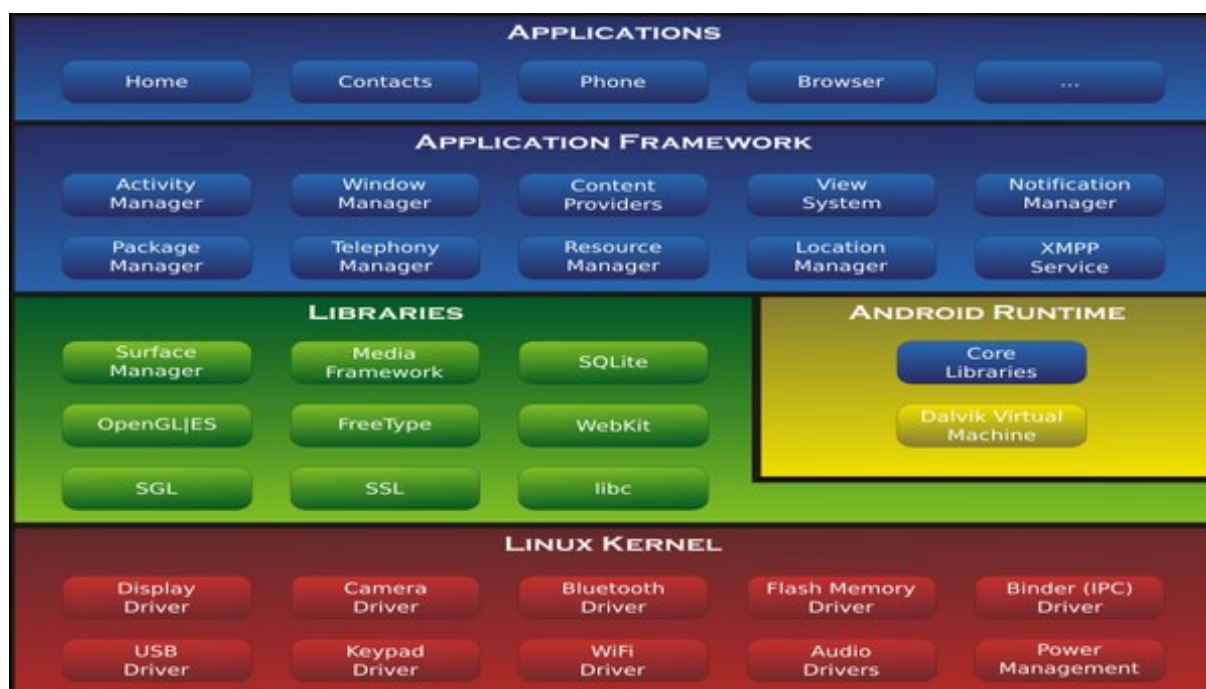 APPLICATIONS
Home Contacts Phone Browser ...
APPLICATION FRAMEWORK
Activity Manager
Window Manager
Content Providers
View System
Notification Manager
Package Manager
Telephony Manager
Resource Manager
Location Manager
XMPP Service
LIBRARIES
Surface Manager
Media Framework
SQLite
OpenGL|ES
FreeType
WebKit
SGL
SSL
libc
ANDROID RUNTIME
Core Libraries
Dalvik Virtual Machine
LINUX KERNEL
Display Driver
Camera Driver
Bluetooth Driver
Flash Memory Driver
Binder (IPC) Driver
USB Driver
Keypad Driver
WiFi Driver
Audio Drivers
Power Management